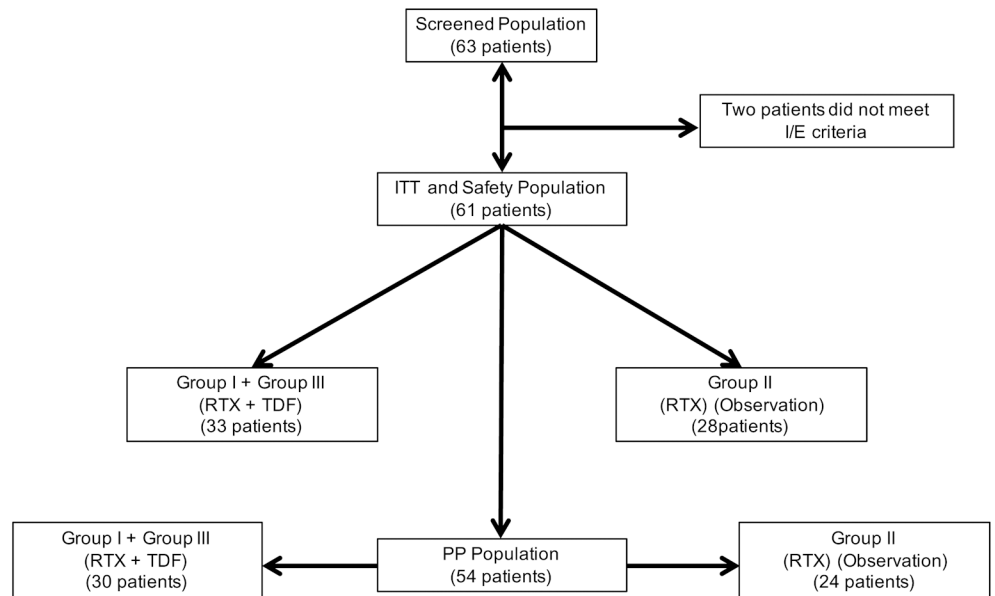 Screened Population
(63 patients)
Two patients did not meet
I/E criteria
ITT and Safety Population
(61 patients)
Group I + Group III
(RTX + TDF)
(33 patients)
Group II
(RTX) (Observation)
(28patients)
Group I + Group III
(RTX + TDF)
(30 patients)
PP Population
(54 patients)
Group II
(RTX) (Observation)
(24 patients)